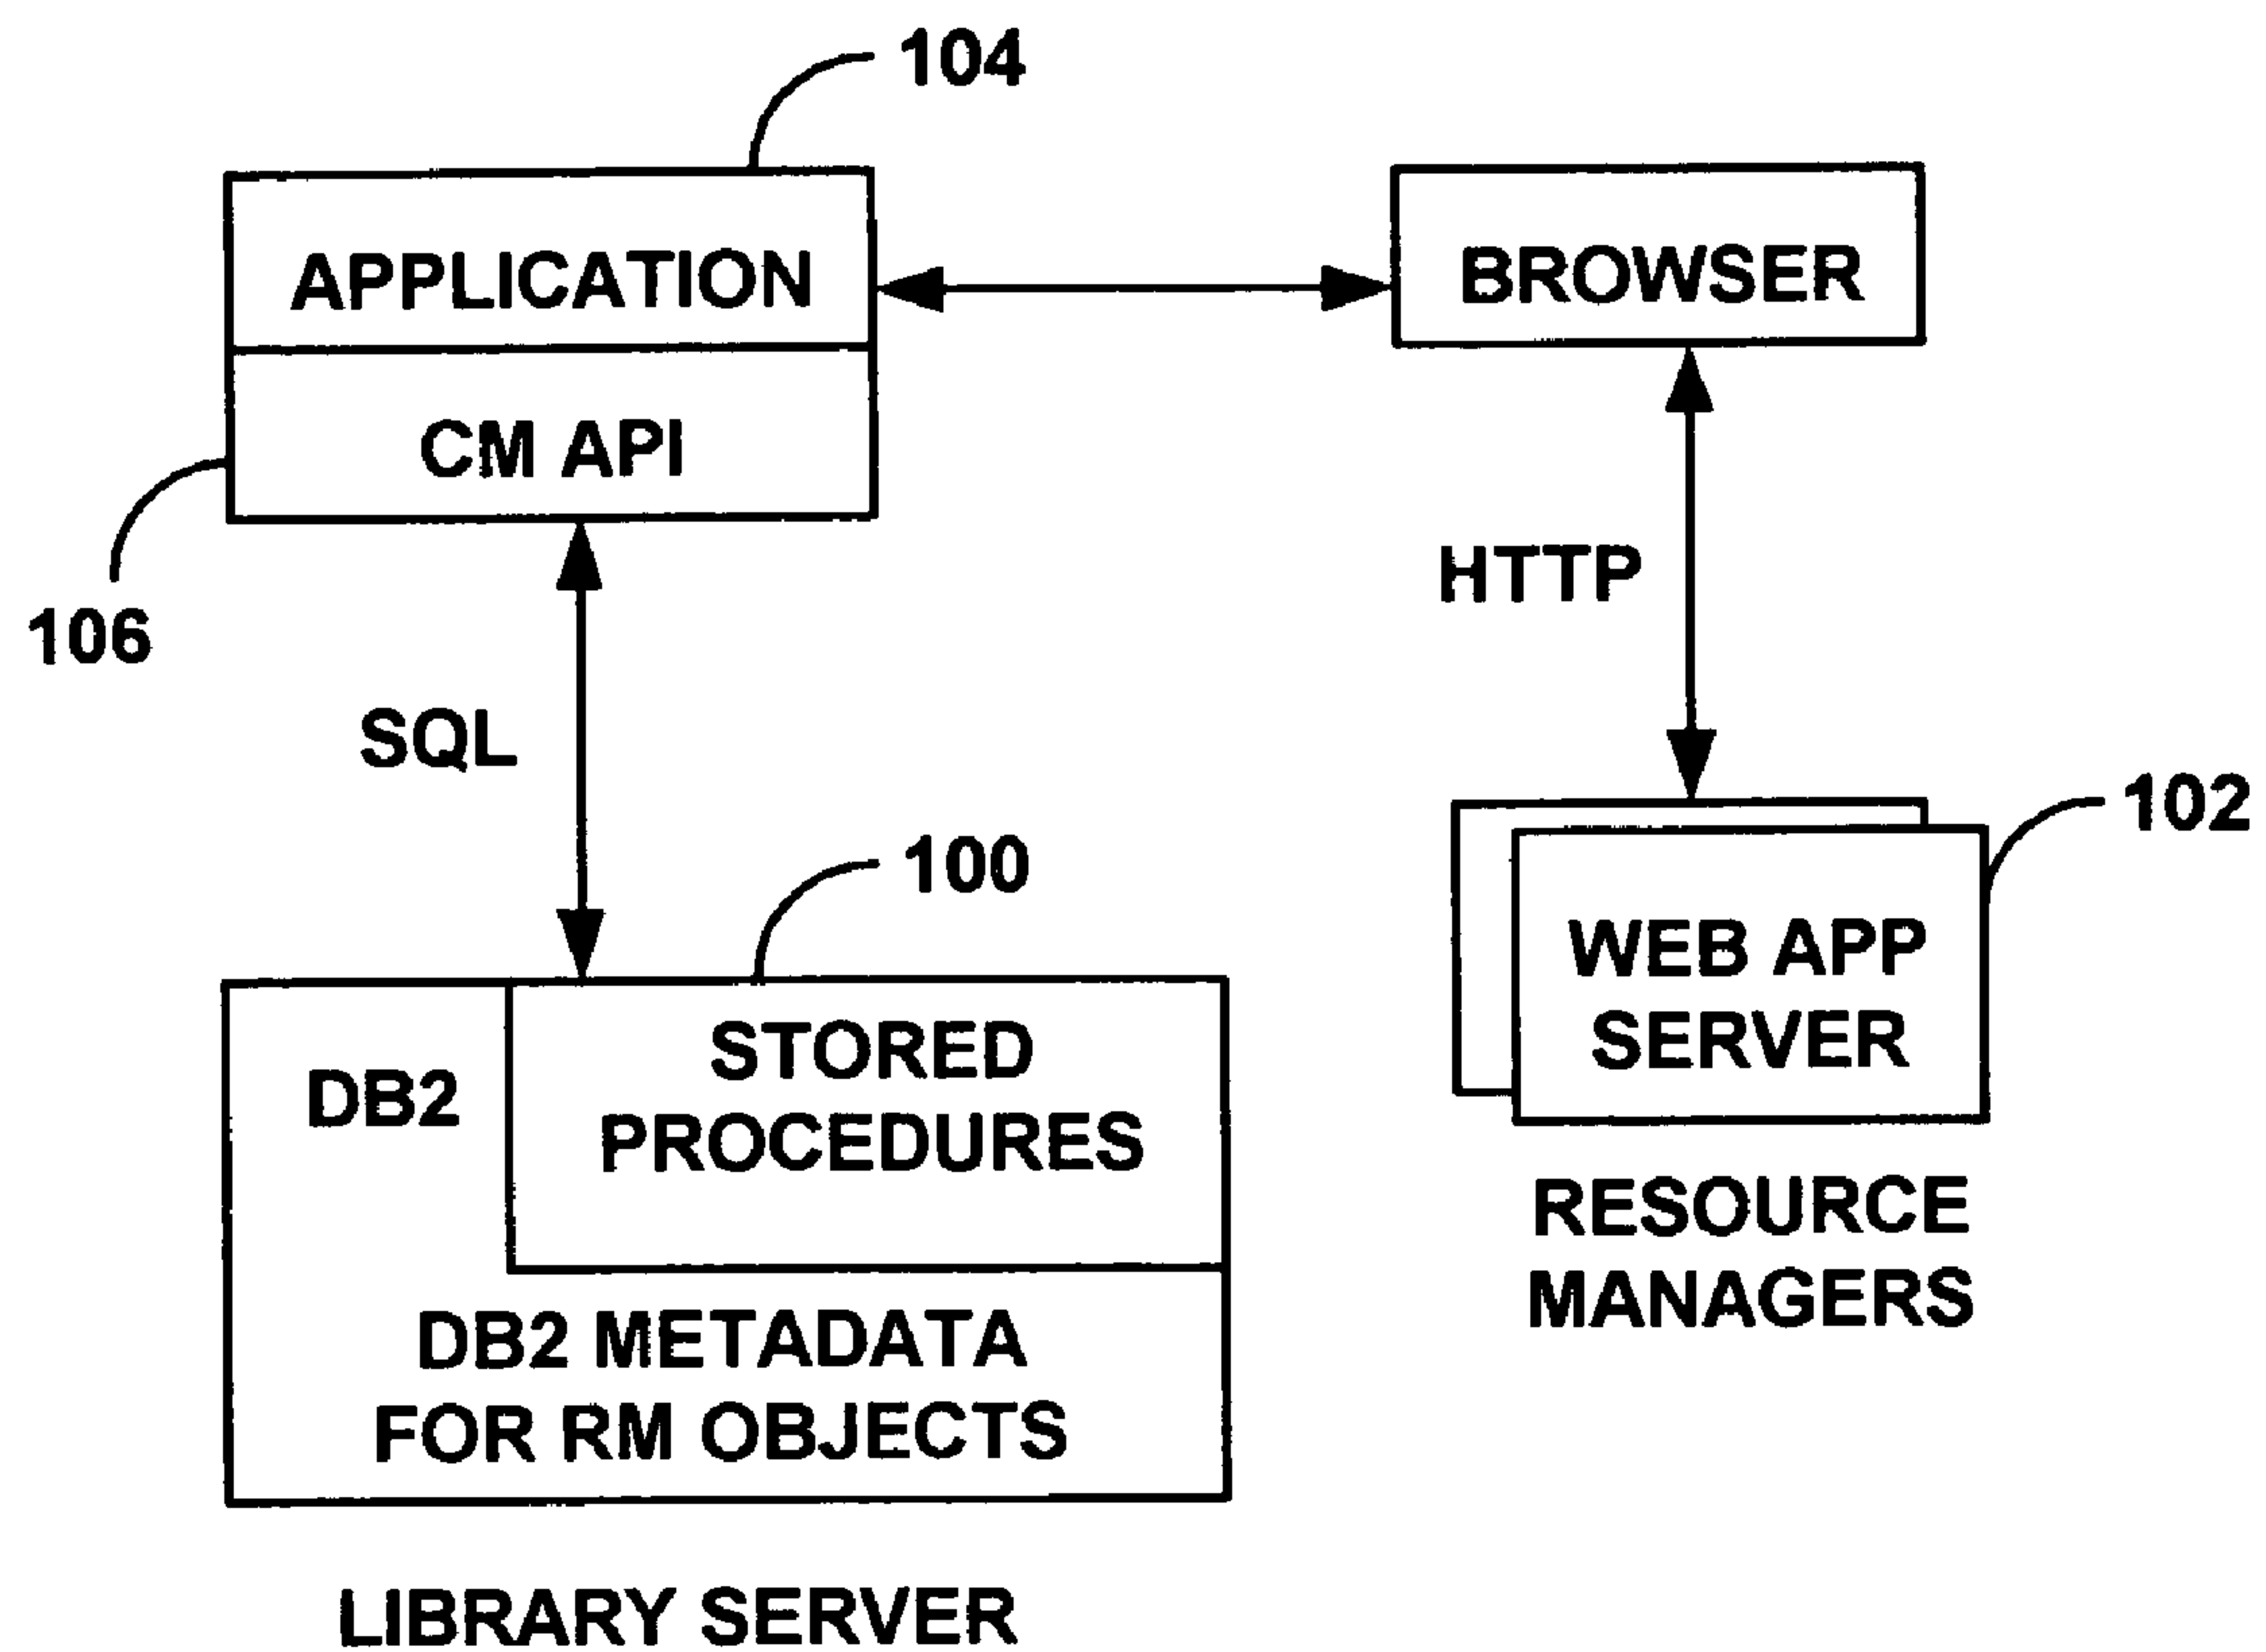 104
APPLICATION
BROWSER
CM API
106
HTTP
SQL
102
100
WEB APP
SERVER
STORED
PROCEDURES
DB2
RESOURCE
MANAGERS
DB2 METADATA
FOR RM OBJECTS
LIBRARY SERVER